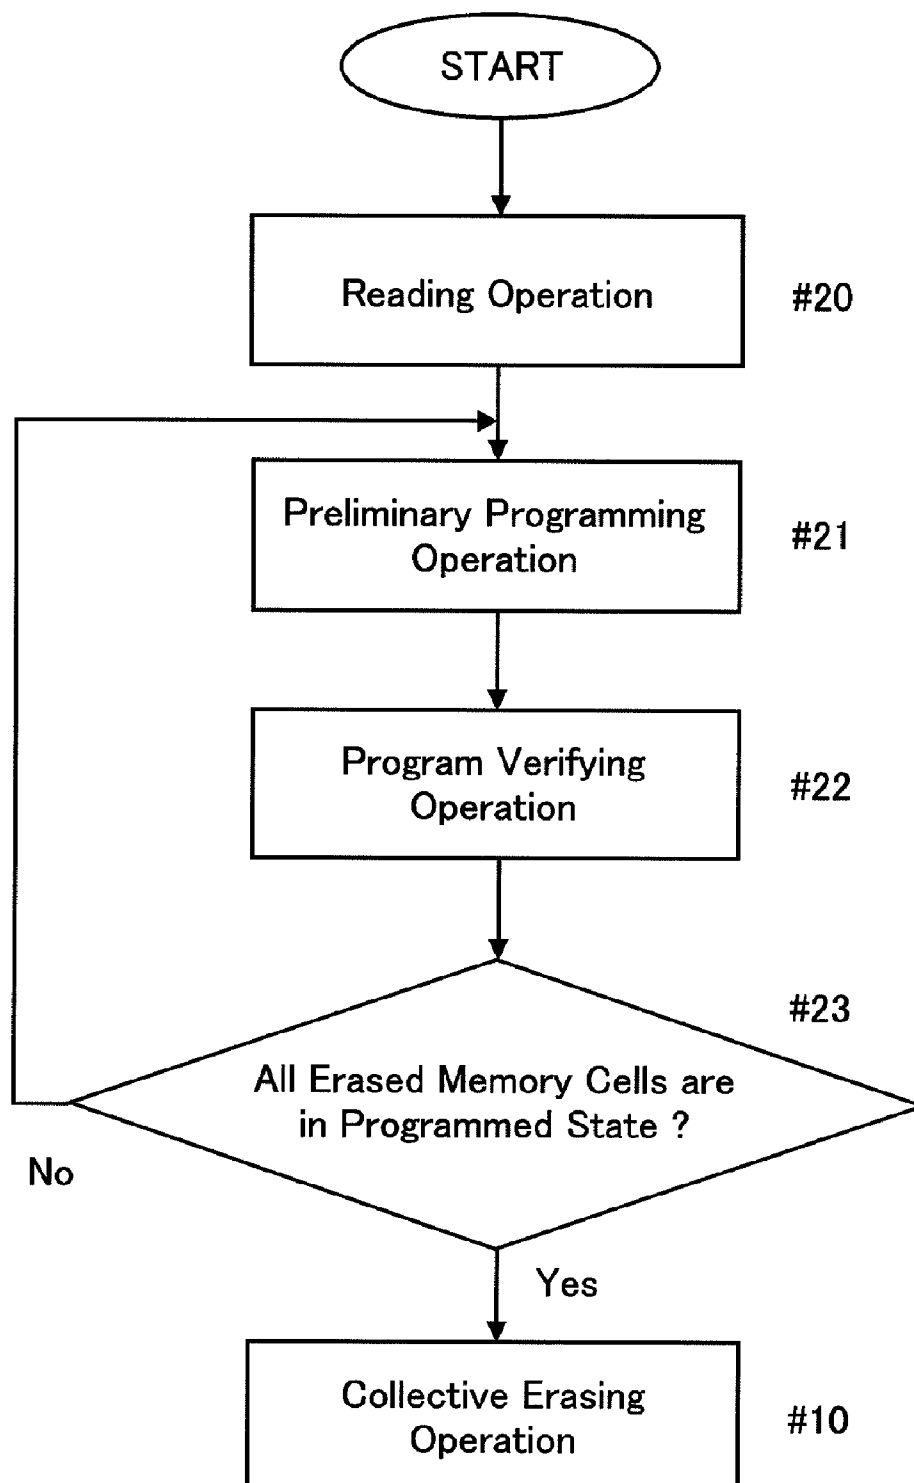 START
Reading Operation
#20
Preliminary Programming
Operation
#21
Program Verifying
Operation
#22
#23
All Erased Memory Cells are
in Programmed State ?
No
Yes
Collective Erasing
Operation
#10